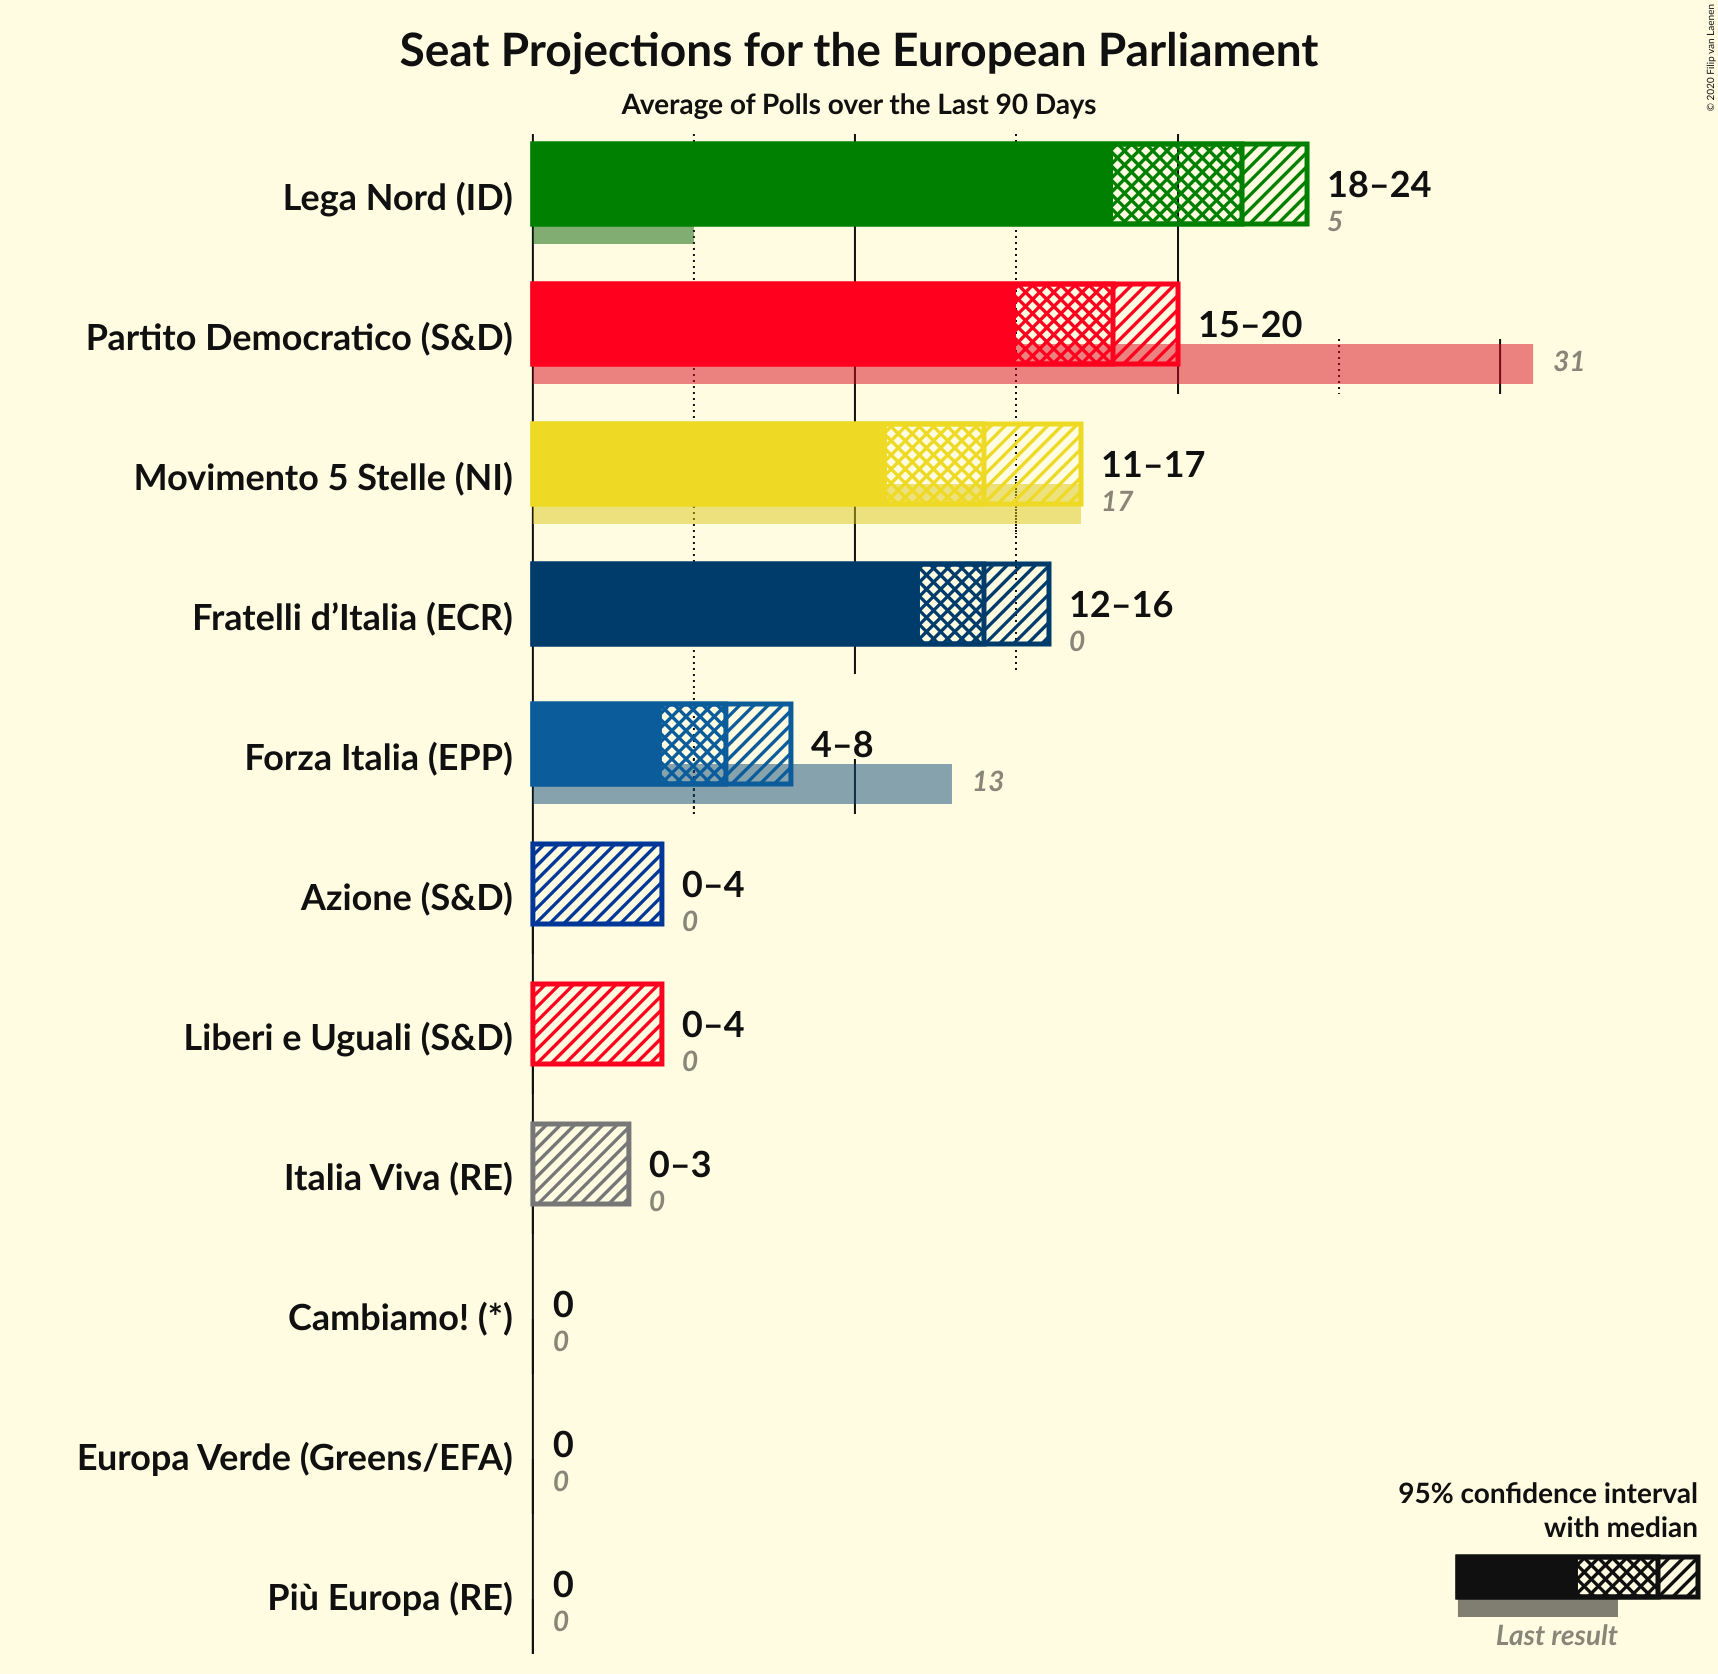 © 2020 Filip van Laenen
Seat Projections for the European Parliament
Average of Polls over the Last 90 Days
Lega Nord (ID)
18–24
5
Partito Democratico (S&D)
15–20
31
Movimento 5 Stelle (NI)
11–17
17
Fratelli d’Italia (ECR)
12–16
0
Forza Italia (EPP)
4–8
13
Azione (S&D)
0–4
0
Liberi e Uguali (S&D)
0–4
0
Italia Viva (RE)
0–3
0
Cambiamo! (*)
0
0
Europa Verde (Greens/EFA)
0
0
Più Europa (RE)
0
0
95% confidence interval
with median
Last result